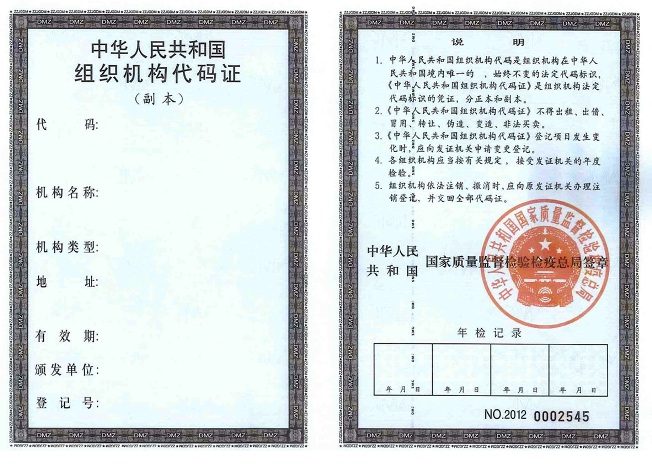 中华人民共和国
组织机构代码证
（副本）
代 码:
机构名称:
机构类型:
地 址:
有 效 期:
颁发单位:
登 记 号:
说 明
1. 中华人民共和国组织机构代码是组织机构在中华人
民共和国境内唯一的 、始终不变的法定代码标识，
《中华人民共和国组织机构代码证》是组织机构法定
代码标识的凭证，分正本和副本。
2. 《中华人民共和国组织机构代码证》不得出租、出借、
冒用、转让、伪造、变造、非法买卖。
3. 《中华人民共和国组织机构代码证》登记项目发生变
化时，应向发证机关申请变更登记。
4. 各组织机构应当按有关规定 ，接受发证机关的年度
检验。
5. 组织机构依法注销、撤消时，应向原发证机关办理注
销登记，并交回全部代码证。
中华人民
共和国
国家质量监督检验检疫总局签章
中华人民共和国国家质量监督检验检疫总局
年检记录
年 月 日 年 月 日 年 月 日 年 月 日
NO.2012 0002545
DMZ